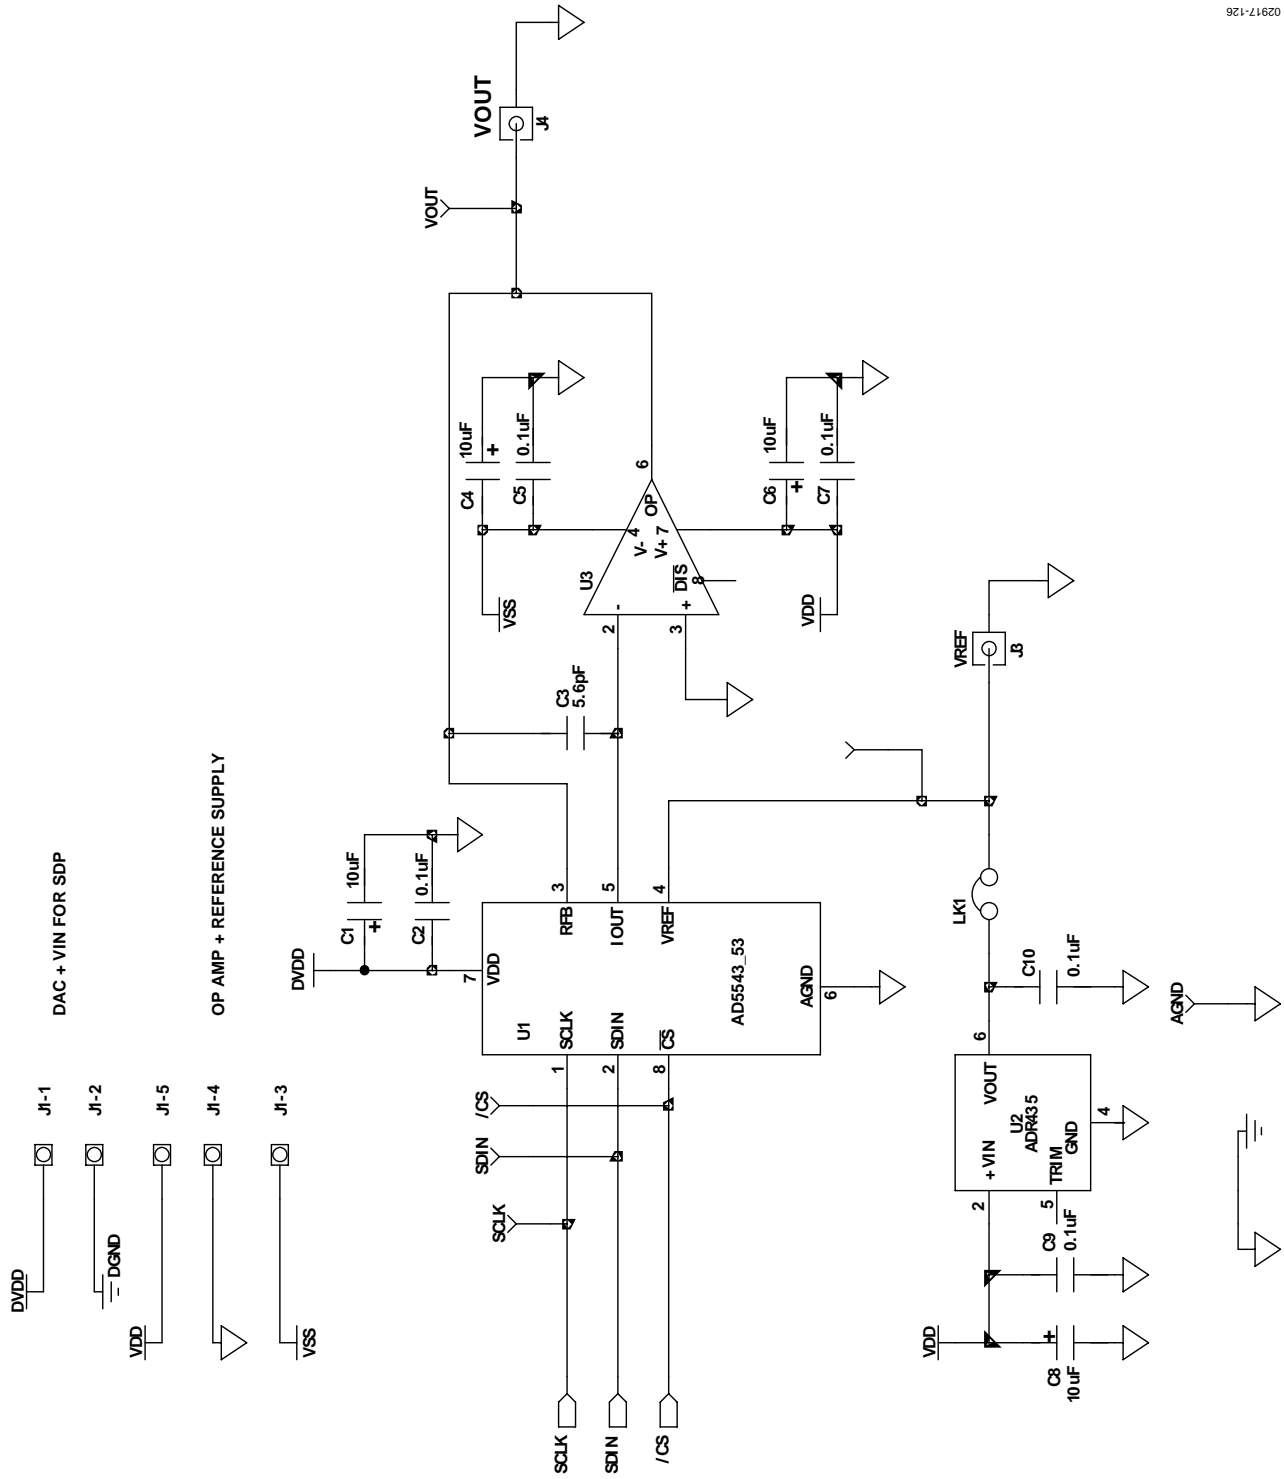 02917-126
VOUT
J4
VOUT
DAC + VIN FOR SDP
OP AMP + REFERENCE SUPPLY
J1-1
J1-2
J1-5
J1-4
J1-3
DVDD
DGND
VDD
VSS
DVDD
C1
10uF
+
C2
0.1uF
C4
10uF
+
C5
0.1uF
VSS
C3
5.6pF
U3
V-
4
V+
7
OP
6
DIS
8
-
2
+
3
C6
10uF
+
C7
0.1uF
VDD
7
VDD
U1
SCLK
1
SDIN
2
CS
8
RFB
3
IOUT
5
VREF
4
AD5543_53
AGND
6
/CS
SDIN
SCLK
SCLK
SDIN
/CS
VREF
J3
LK1
C10
0.1uF
6
VOUT
U2
ADR435
+VIN
2
TRIM
5
GND
4
C9
0.1uF
VDD
+
C8
10uF
AGND